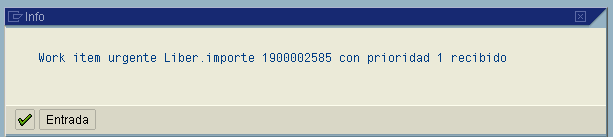 Info
Work item urgente Liber.importe 1900002585 con prioridad 1 recibido
Entrada